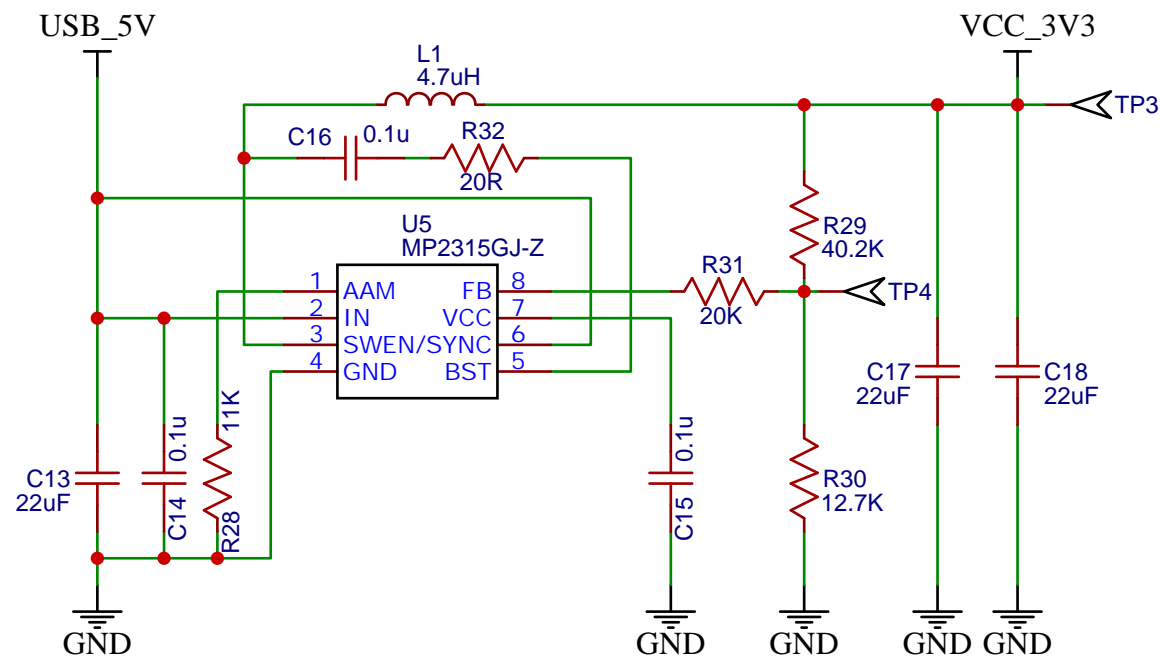 USB_5V
VCC_3V3
L1
4.7uH
TP3
C16
0.1u
R32
20R
U5
MP2315GJ-Z
R29
40.2K
R31
20K
TP4
1
AAM
FB
8
2
IN
VCC
7
3
SWEN/SYNC
6
4
GND
BST
5
C17
22uF
C18
22uF
11K
R28
0.1u
C14
C13
22uF
0.1u
C15
R30
12.7K
GND
GND
GND
GND
GND